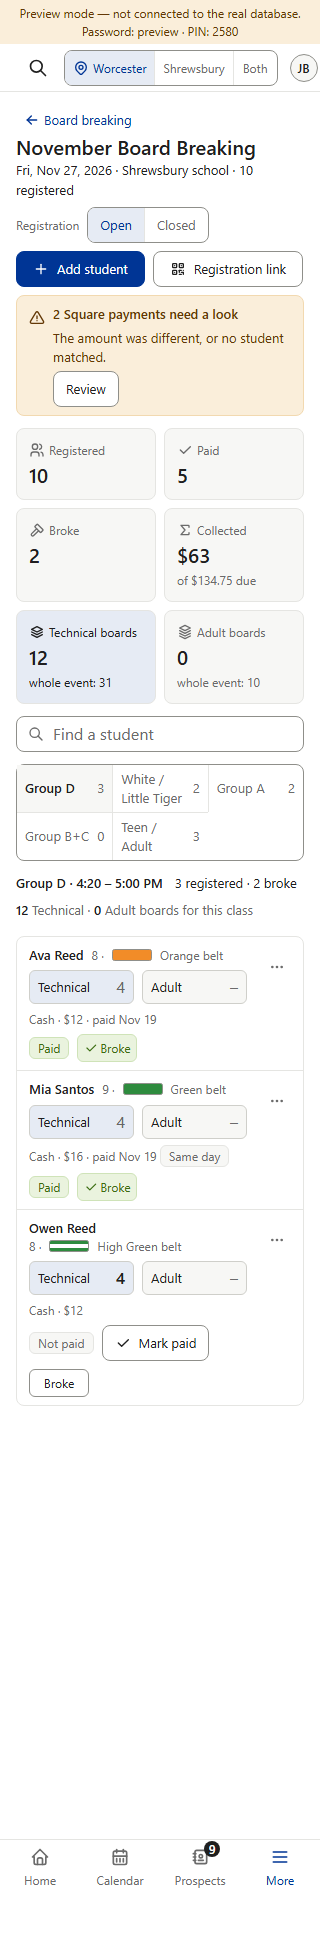 Preview mode — not connected to the real database.
Password: preview · PIN: 2580
Worcester
Shrewsbury
Both
JB
Board breaking
November Board Breaking
Fri, Nov 27, 2026 · Shrewsbury school · 10
registered
Registration
Open
Closed
Add student
Registration link
2 Square payments need a look
The amount was different, or no student
matched.
Review
Registered
10
Paid
5
Broke
2
Collected
$63
of $134.75 due
Technical boards
12
whole event: 31
Adult boards
0
whole event: 10
Find a student
Group D 3
White /
Little Tiger 2
Group A 2
Group B+C 0
Teen /
Adult 3
Group D · 4:20 – 5:00 PM 3 registered · 2 broke
12 Technical · 0 Adult boards for this class
Ava Reed 8 · Orange belt
Technical 4
Adult –
Cash · $12 · paid Nov 19
Paid
Broke
Mia Santos 9 · Green belt
Technical 4
Adult –
Cash · $16 · paid Nov 19 Same day
Paid
Broke
Owen Reed
8 · High Green belt
Technical 4
Adult –
Cash · $12
Not paid
Mark paid
Broke
Home
Calendar
9
Prospects
More